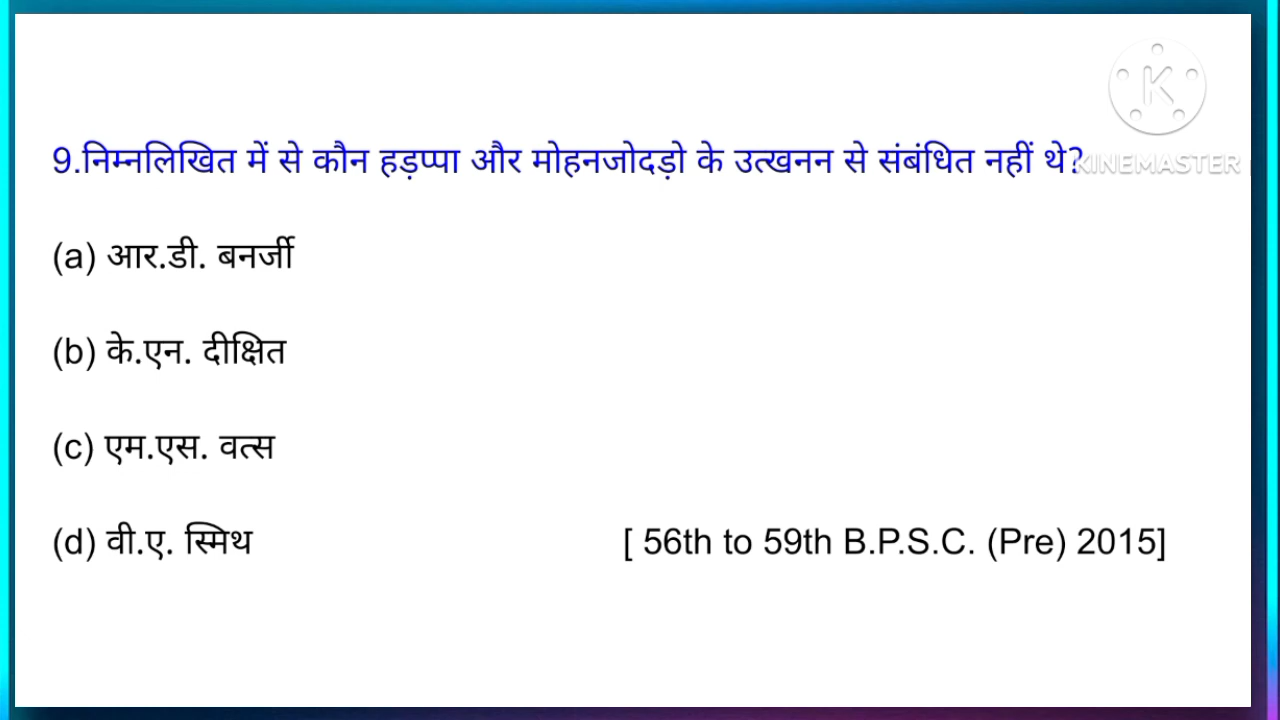 9.निम्नलिखित में से कौन हड़प्पा और मोहनजोदड़ो के उत्खनन से संबंधित नहीं थे?
KINEMASTER
(a) आर.डी. बनर्जी
(b) के.एन. दीक्षित
(c) एम.एस. वत्स
(d) वी.ए. स्मिथ [ 56th to 59th B.P.S.C. (Pre) 2015]